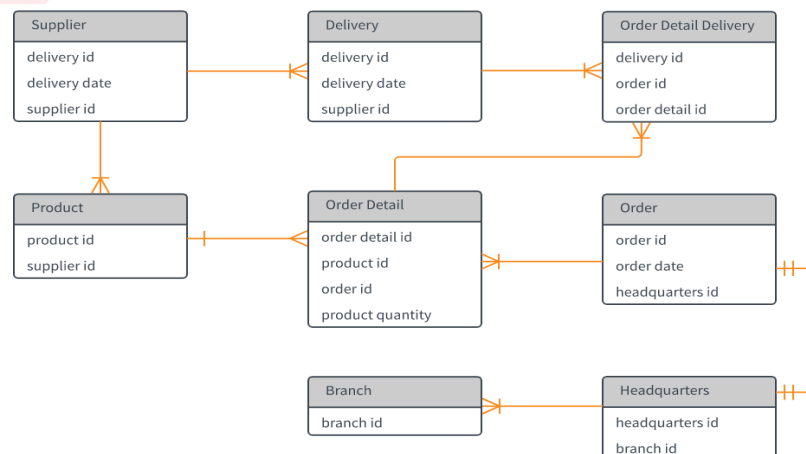 Supplier
delivery id
delivery date
supplier id
Delivery
delivery id
delivery date
supplier id
Order Detail Delivery
delivery id
order id
order detail id
Product
product id
supplier id
Order Detail
order detail id
product id
order id
product quantity
Order
order id
order date
headquarters id
Branch
branch id
Headquarters
headquarters id
branch id